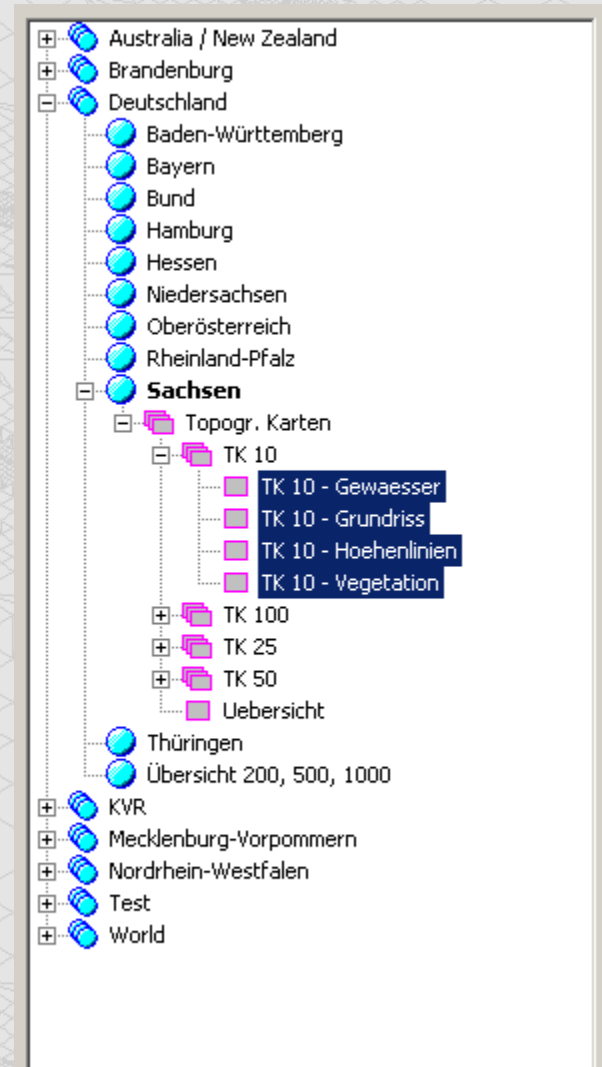 Australia / New Zealand
Brandenburg
Deutschland
Baden-Württemberg
Bayern
Bund
Hamburg
Hessen
Niedersachsen
Oberösterreich
Rheinland-Pfalz
Sachsen
Topogr. Karten
TK 10
TK 10 - Gewaesser
TK 10 - Grundriss
TK 10 - Hoehenlinien
TK 10 - Vegetation
TK 100
TK 25
TK 50
Uebersicht
Thüringen
Übersicht 200, 500, 1000
KVR
Mecklenburg-Vorpommern
Nordrhein-Westfalen
Test
World